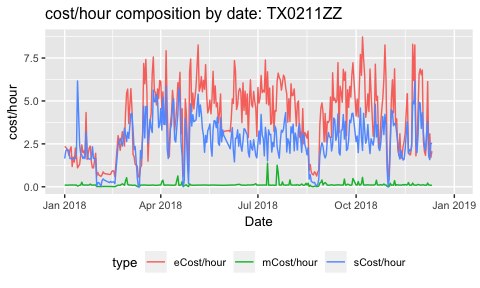 cost/hour composition by date: TX0211ZZ
cost/hour
7.5
5.0
2.5
0.0
Jan 2018 Apr 2018 Jul 2018 Oct 2018 Jan 2019
Date
type eCost/hour mCost/hour sCost/hour